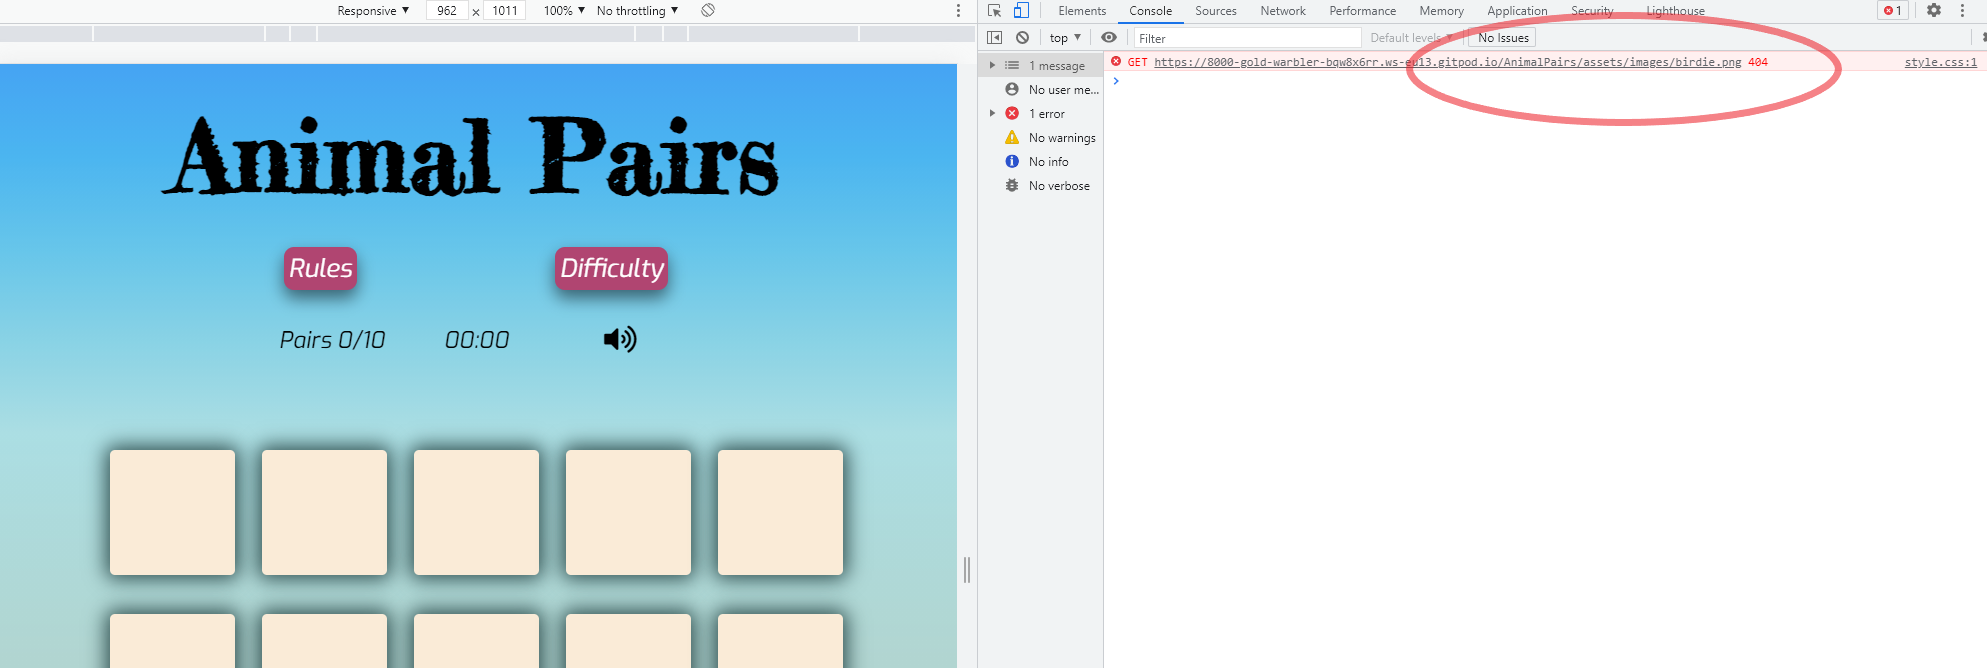 Responsive ▼ 962 × 1011 100% ▼ No throttling ▼
Elements Console Sources Network Performance Memory Application Security Lighthouse 1
top ▼ Filter Default levels ▼ No Issues
1 message
No user me...
1 error
No warnings
No info
No verbose
GET https://8000-gold-warbler-bqw8x6rr.ws-eu13.gitpod.io/AnimalPairs/assets/images/birdie.png 404 style.css:1
Animal Pairs
Rules Difficulty
Pairs 0/10 00:00